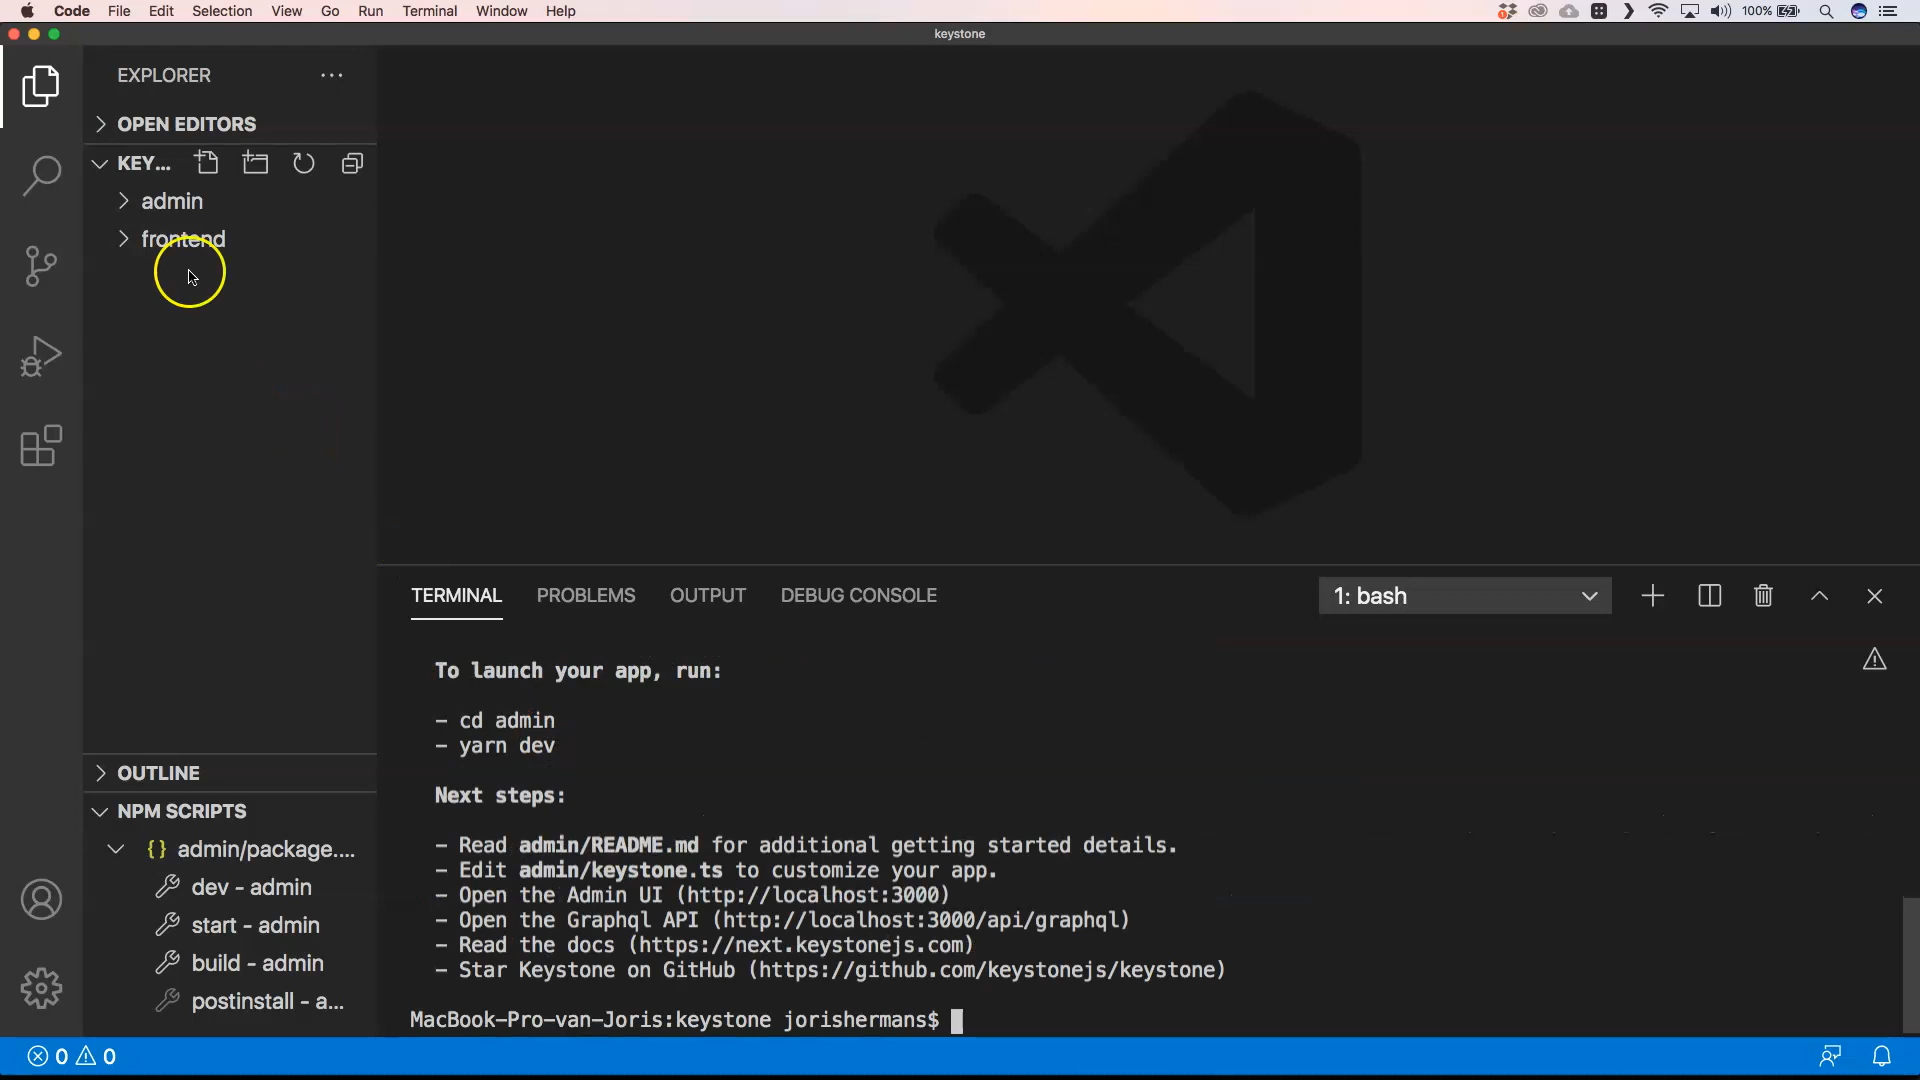 Code File Edit Selection View Go Run Terminal Window Help 100%
keystone
EXPLORER
OPEN EDITORS
KEY...
admin
frontend
TERMINAL PROBLEMS OUTPUT DEBUG CONSOLE 1: bash
To launch your app, run:
- cd admin
- yarn dev
Next steps:
- Read admin/README.md for additional getting started details.
- Edit admin/keystone.ts to customize your app.
- Open the Admin UI (http://localhost:3000)
- Open the Graphql API (http://localhost:3000/api/graphql)
- Read the docs (https://next.keystonejs.com)
- Star Keystone on GitHub (https://github.com/keystonejs/keystone)
MacBook-Pro-van-Joris:keystone jorishermans$
OUTLINE
NPM SCRIPTS
{} admin/package....
dev - admin
start - admin
build - admin
postinstall - a...
0 0